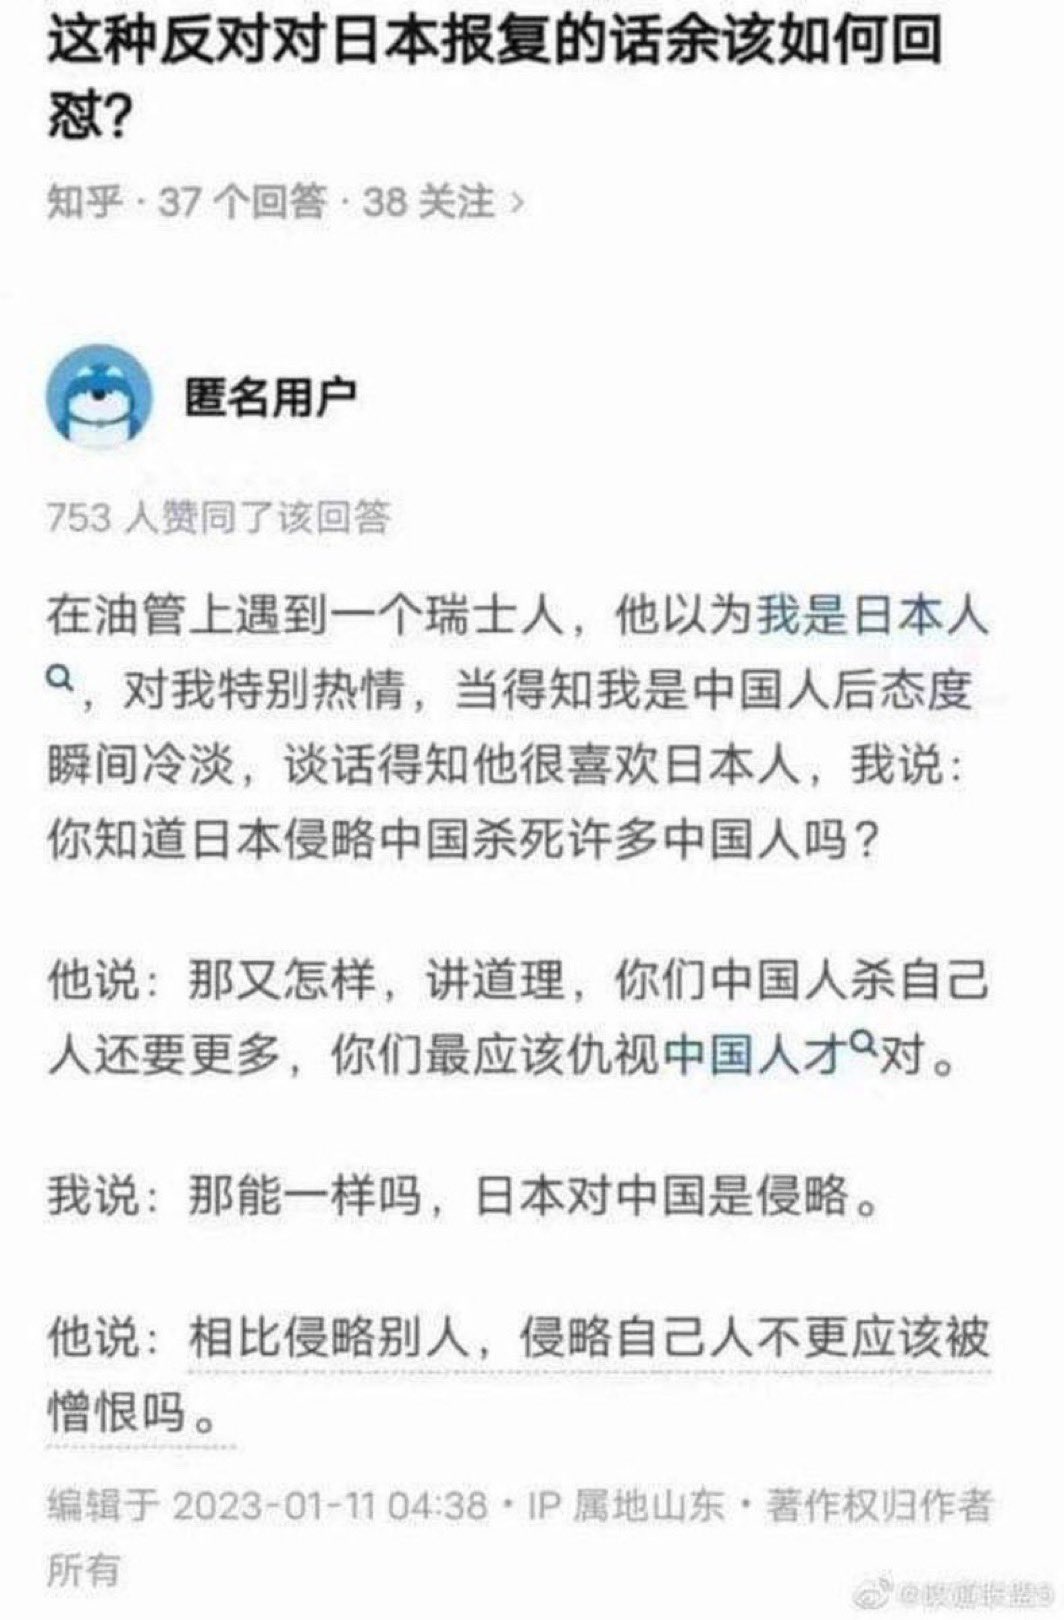 这种反对对日本报复的话余该如何回
怼?
知乎 · 37 个回答 · 38 关注 >
匿名用户
753 人赞同了该回答
在油管上遇到一个瑞士人，他以为我是日本人
，对我特别热情，当得知我是中国人后态度
瞬间冷淡，谈话得知他很喜欢日本人，我说：
你知道日本侵略中国杀死许多中国人吗？
他说：那又怎样，讲道理，你们中国人杀自己
人还要更多，你们最应该仇视中国人才对。
我说：那能一样吗，日本对中国是侵略。
他说：相比侵略别人，侵略自己人不更应该被
憎恨吗。
编辑于 2023-01-11 04:38 · IP 属地山东 · 著作权归作者
所有